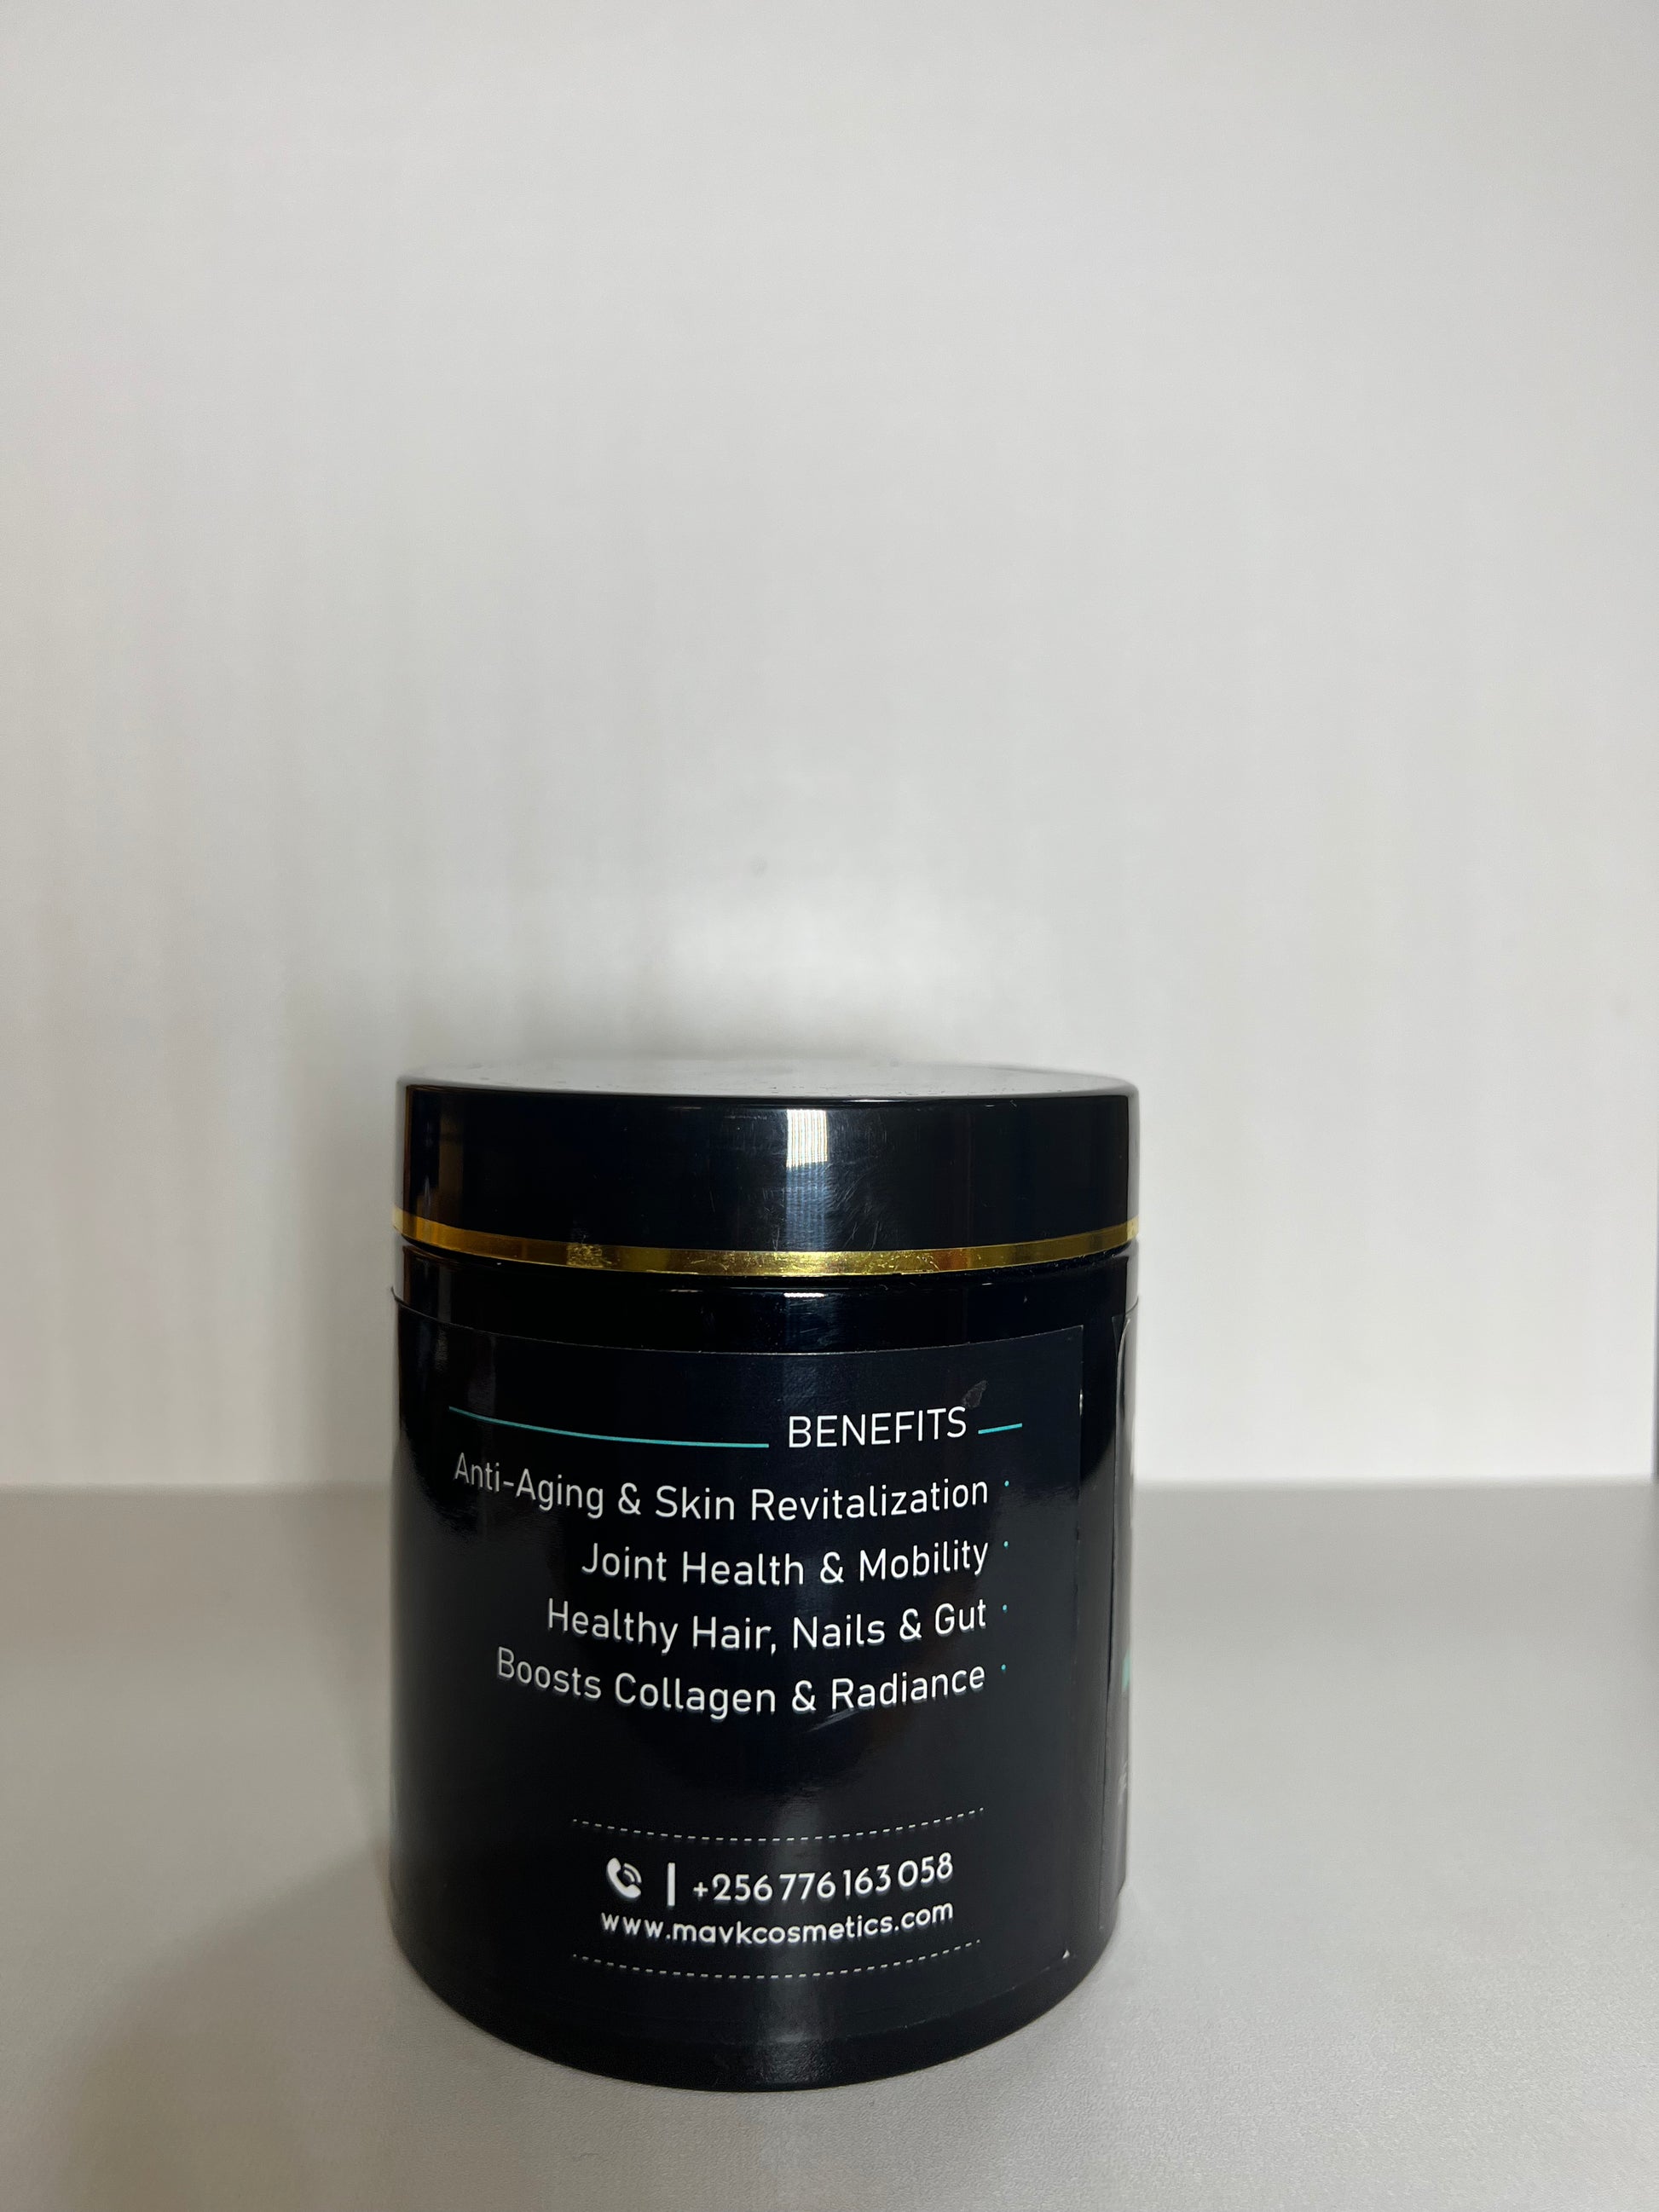 BENEFITS
Anti-Aging & Skin Revitalization ·
Joint Health & Mobility ·
Healthy Hair, Nails & Gut ·
Boosts Collagen & Radiance ·
| +256 776 163 058
www.mavkcosmetics.com